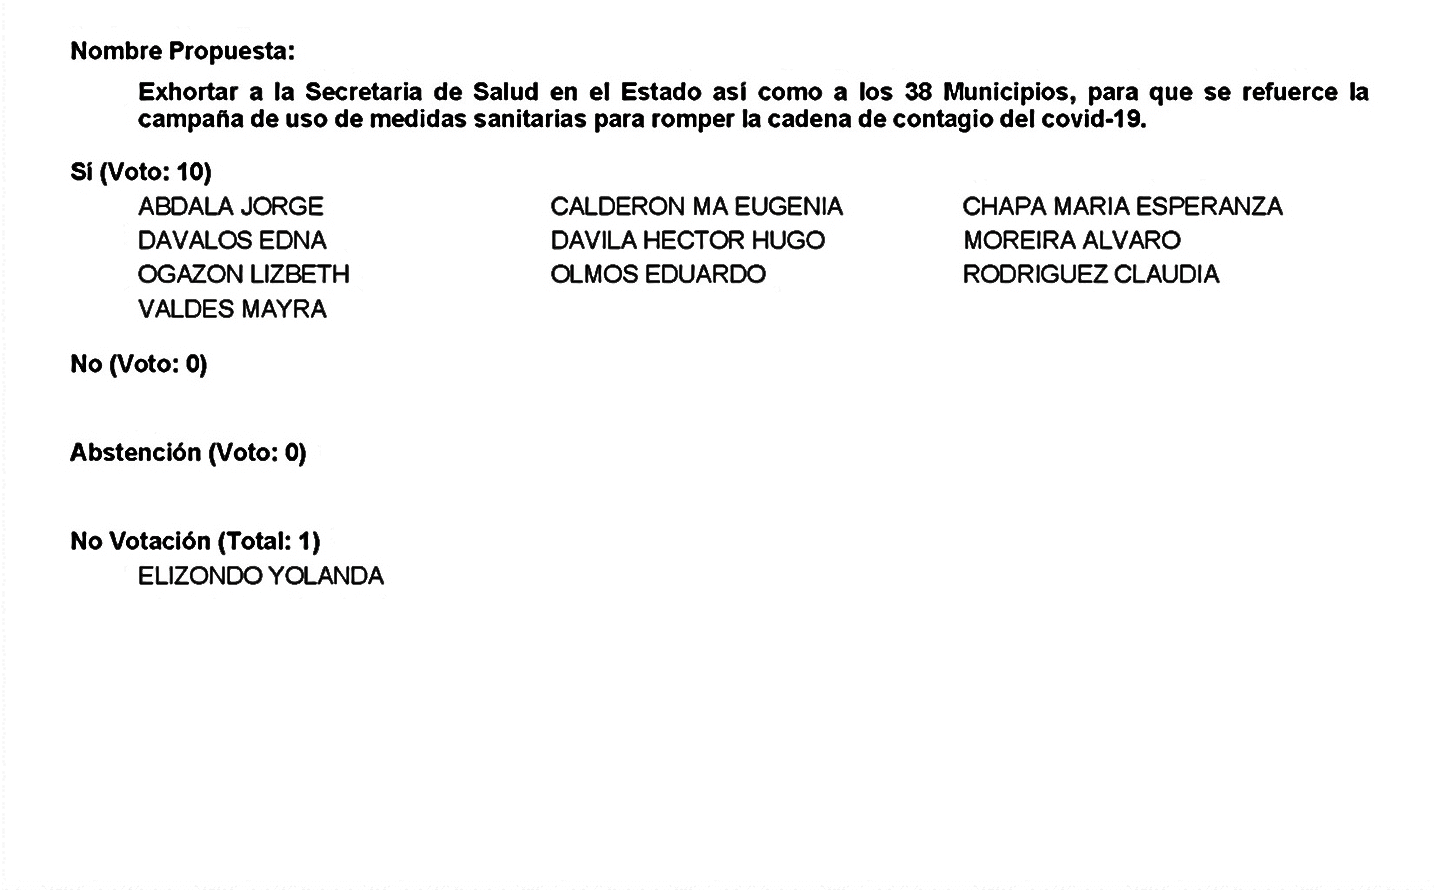 Nombre Propuesta:
Exhortar a la Secretaria de Salud en el Estado así como a los 38 Municipios, para que se refuerce la
campaña de uso de medidas sanitarias para romper la cadena de contagio del covid-19.
Sí (Voto: 10)
ABDALA JORGE CALDERON MA EUGENIA CHAPA MARIA ESPERANZA
DAVALOS EDNA DAVILA HECTOR HUGO MOREIRA ALVARO
OGAZON LIZBETH OLMOS EDUARDO RODRIGUEZ CLAUDIA
VALDES MAYRA
No (Voto: 0)
Abstención (Voto: 0)
No Votación (Total: 1)
ELIZONDO YOLANDA